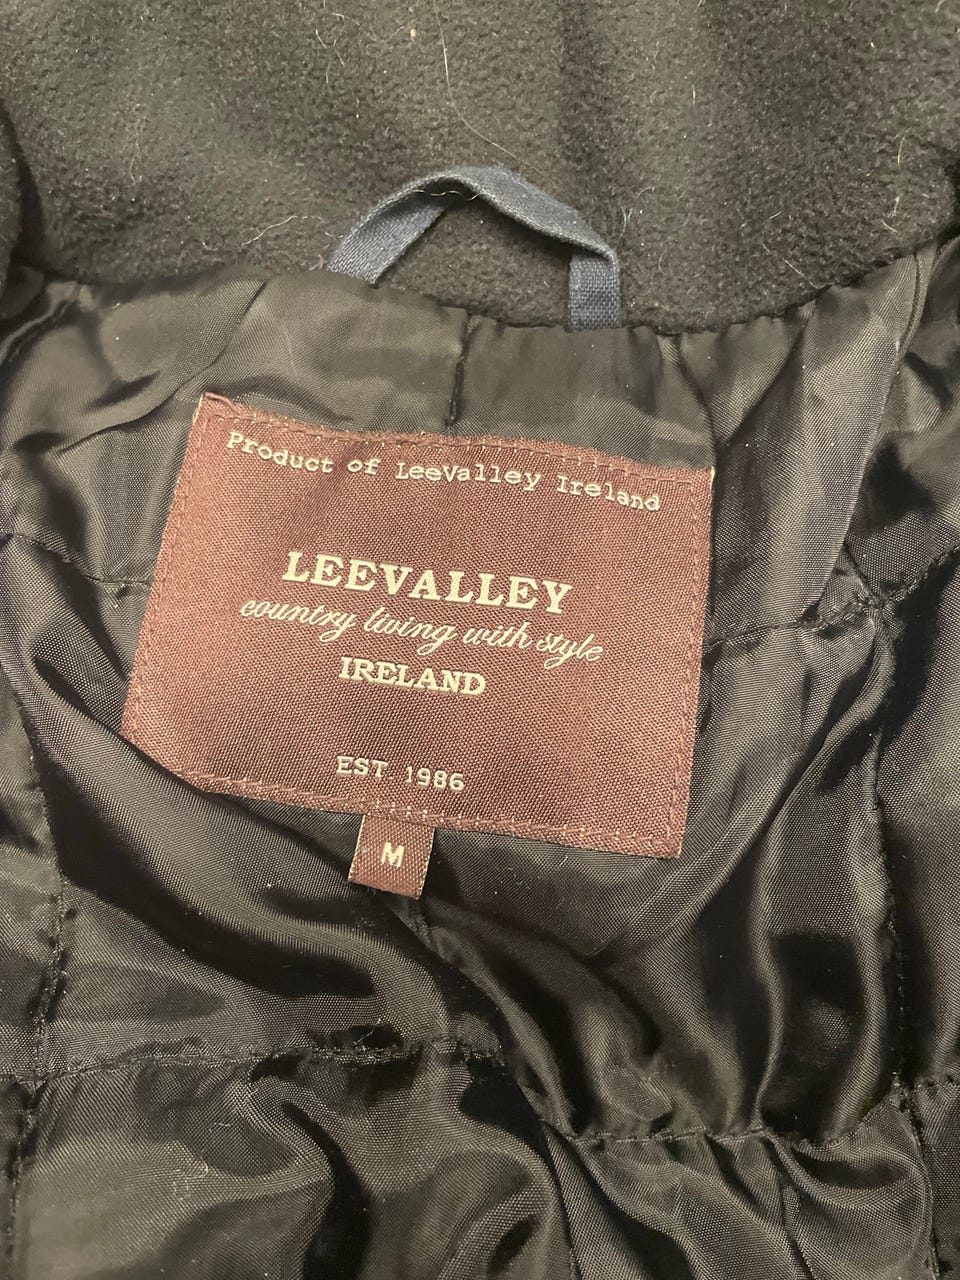 Product of LeeValley Ireland
LEEVALLEY
country living with style
IRELAND
EST 1986
M